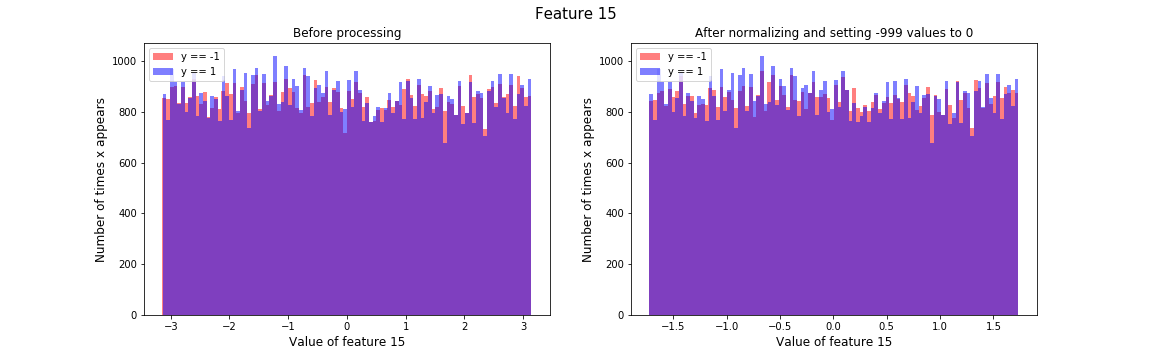 Feature 15
Before processing
Number of times x appears
1000
800
600
400
200
0
y == -1
y == 1
−3
−2
−1
0
1
2
3
Value of feature 15
After normalizing and setting -999 values to 0
Number of times x appears
1000
800
600
400
200
0
y == -1
y == 1
−1.5
−1.0
−0.5
0.0
0.5
1.0
1.5
Value of feature 15